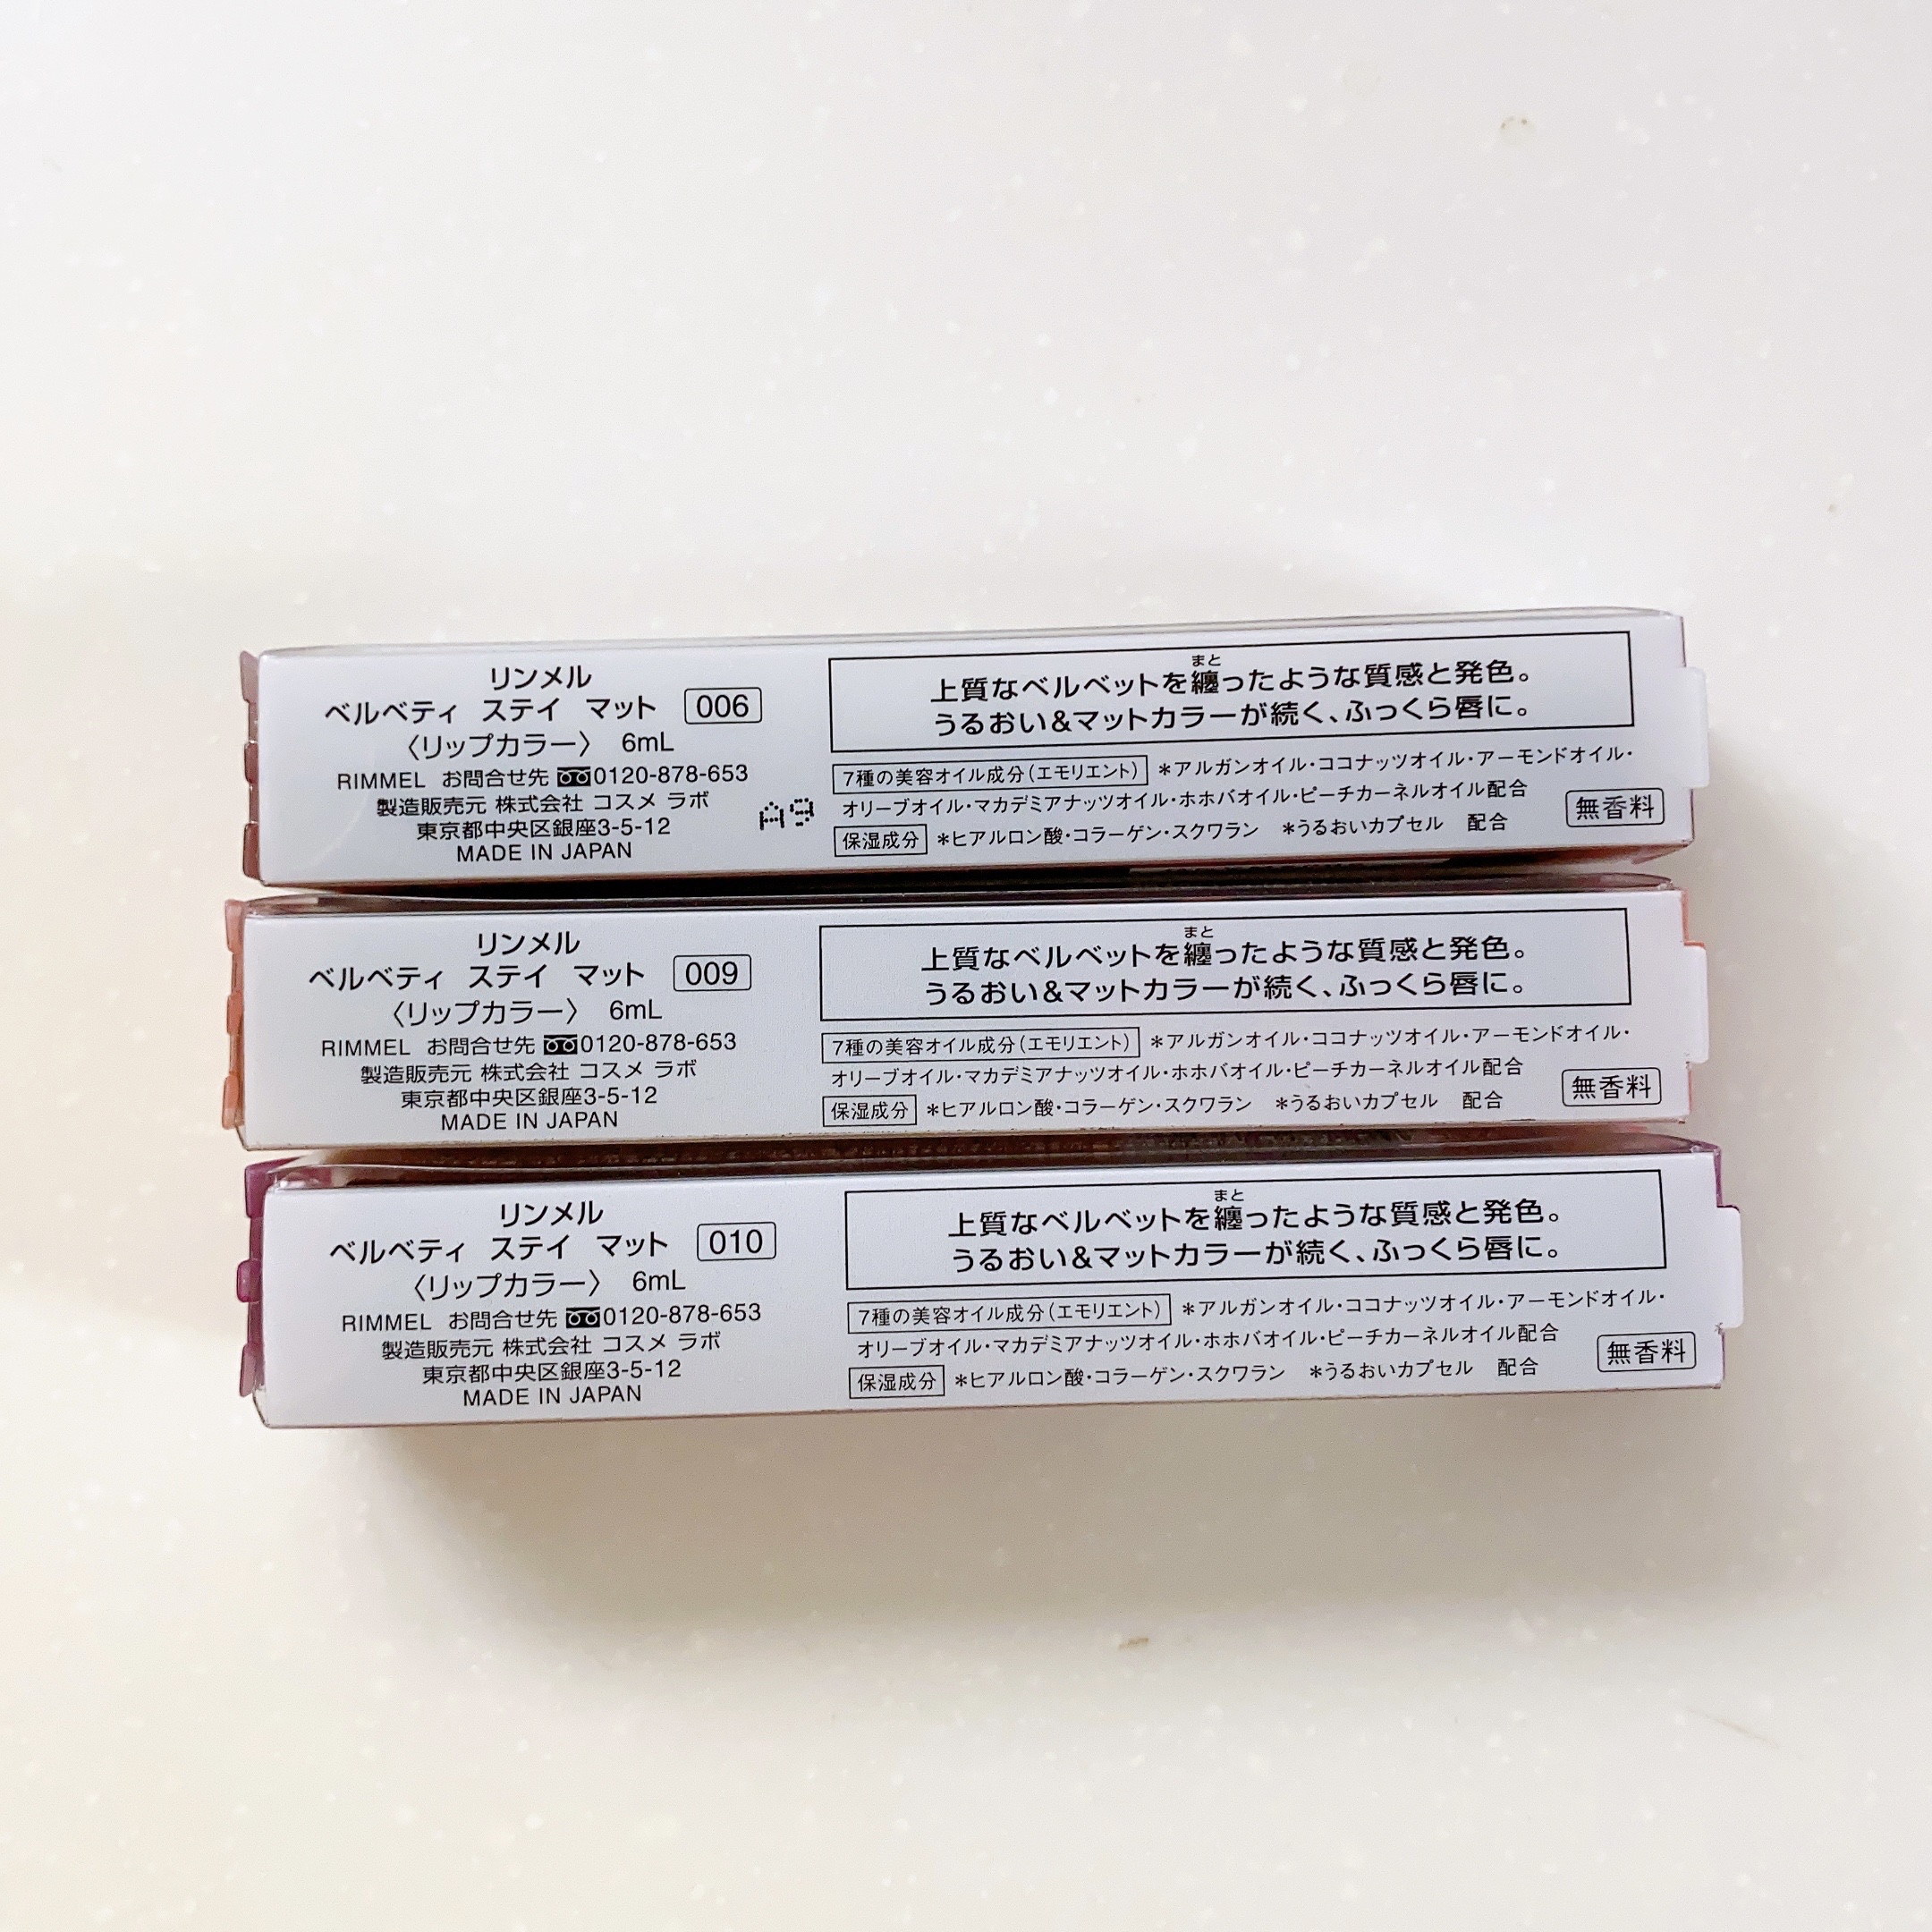 リンメル
ベルベティ ステイ マット 006
〈リップカラー〉 6mL
RIMMEL お問合せ先 0120-878-653
製造販売元 株式会社 コスメ ラボ
東京都中央区銀座3-5-12
MADE IN JAPAN
A9
まと
上質なベルベットを纏ったような質感と発色。
うるおい&マットカラーが続く、ふっくら唇に。
7種の美容オイル成分(エモリエント) *アルガンオイル・ココナッツオイル・アーモンドオイル・
オリーブオイル・マカデミアナッツオイル・ホホバオイル・ピーチカーネルオイル配合
保湿成分 *ヒアルロン酸・コラーゲン・スクワラン *うるおいカプセル 配合
無香料
リンメル
ベルベティ ステイ マット 009
〈リップカラー〉 6mL
RIMMEL お問合せ先 0120-878-653
製造販売元 株式会社 コスメ ラボ
東京都中央区銀座3-5-12
MADE IN JAPAN
まと
上質なベルベットを纏ったような質感と発色。
うるおい&マットカラーが続く、ふっくら唇に。
7種の美容オイル成分(エモリエント) *アルガンオイル・ココナッツオイル・アーモンドオイル・
オリーブオイル・マカデミアナッツオイル・ホホバオイル・ピーチカーネルオイル配合
保湿成分 *ヒアルロン酸・コラーゲン・スクワラン *うるおいカプセル 配合
無香料
リンメル
ベルベティ ステイ マット 010
〈リップカラー〉 6mL
RIMMEL お問合せ先 0120-878-653
製造販売元 株式会社 コスメ ラボ
東京都中央区銀座3-5-12
MADE IN JAPAN
まと
上質なベルベットを纏ったような質感と発色。
うるおい&マットカラーが続く、ふっくら唇に。
7種の美容オイル成分(エモリエント) *アルガンオイル・ココナッツオイル・アーモンドオイル・
オリーブオイル・マカデミアナッツオイル・ホホバオイル・ピーチカーネルオイル配合
保湿成分 *ヒアルロン酸・コラーゲン・スクワラン *うるおいカプセル 配合
無香料